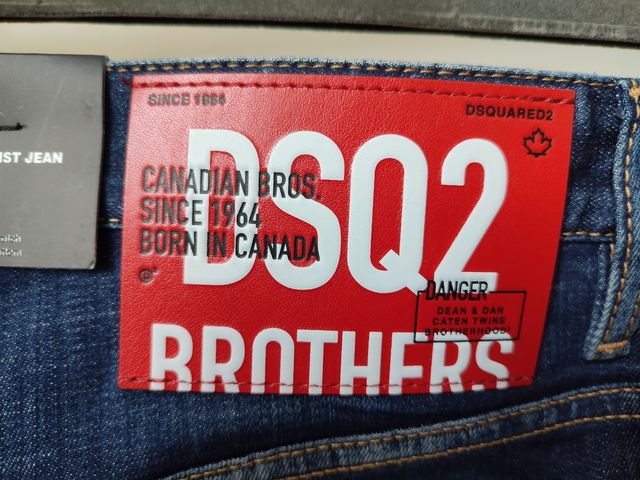 IST JEAN
SINCE 1964
DSQUARED2
DSQ2
CANADIAN BROS.
SINCE 1964
BORN IN CANADA
DANGER
DEAN & DAN
CATEN TWINS
BROTHERHOOD²
BROTHERS